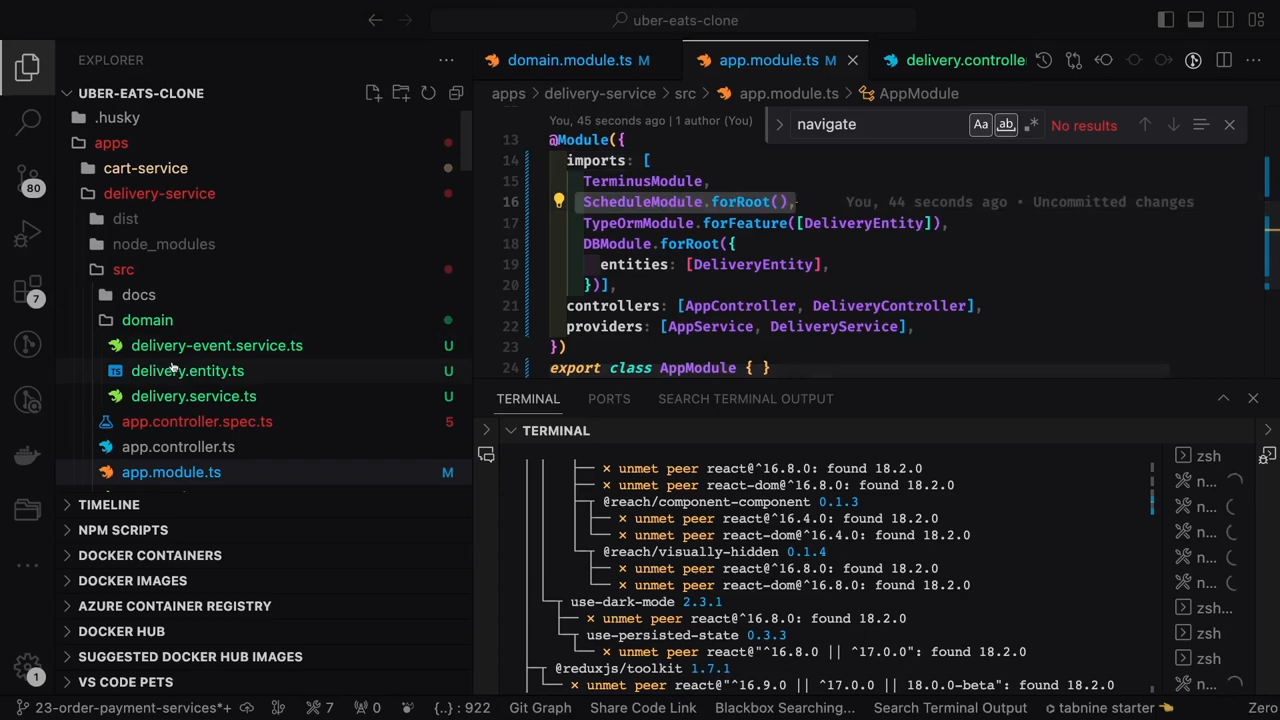 uber-eats-clone
EXPLORER
UBER-EATS-CLONE
.husky
apps
cart-service
delivery-service
dist
node_modules
src
docs
domain
delivery-event.service.ts U
TS delivery.entity.ts U
delivery.service.ts U
app.controller.spec.ts 5
app.controller.ts
app.module.ts M
TIMELINE
NPM SCRIPTS
DOCKER CONTAINERS
DOCKER IMAGES
AZURE CONTAINER REGISTRY
DOCKER HUB
SUGGESTED DOCKER HUB IMAGES
VS CODE PETS
80
7
1
domain.module.ts M
app.module.ts M
delivery.controlle
apps > delivery-service > src > app.module.ts > AppModule
navigate Aa ab. No results
You, 45 seconds ago | 1 author (You)
13 @Module({
14 imports: [
15 TerminusModule,
16 ScheduleModule.forRoot(), You, 44 seconds ago • Uncommitted changes
17 TypeOrmModule.forFeature([DeliveryEntity]),
18 DBModule.forRoot({
19 entities: [DeliveryEntity],
20 })],
21 controllers: [AppController, DeliveryController],
22 providers: [AppService, DeliveryService],
23 })
24 export class AppModule { }
TERMINAL PORTS SEARCH TERMINAL OUTPUT
TERMINAL
├── ✕ unmet peer react@^16.8.0: found 18.2.0
└── ✕ unmet peer react-dom@^16.8.0: found 18.2.0
@reach/component-component 0.1.3
├── ✕ unmet peer react@^16.4.0: found 18.2.0
└── ✕ unmet peer react-dom@^16.4.0: found 18.2.0
@reach/visually-hidden 0.1.4
├── ✕ unmet peer react@^16.8.0: found 18.2.0
└── ✕ unmet peer react-dom@^16.8.0: found 18.2.0
use-dark-mode 2.3.1
├── ✕ unmet peer react@^16.8.0: found 18.2.0
└─┬ use-persisted-state 0.3.3
└── ✕ unmet peer react@"^16.8.0 || ^17.0.0": found 18.2.0
@reduxjs/toolkit 1.7.1
└── ✕ unmet peer react@"^16.9.0 || ^17.0.0 || 18.0.0-beta": found 18.2.0
zsh
n...
n...
n...
n...
n...
zsh...
zsh
zsh
n...
23-order-payment-services*+ 7 0 {..} : 922 Git Graph Share Code Link Blackbox Searching... Search Terminal Output tabnine starter Zero